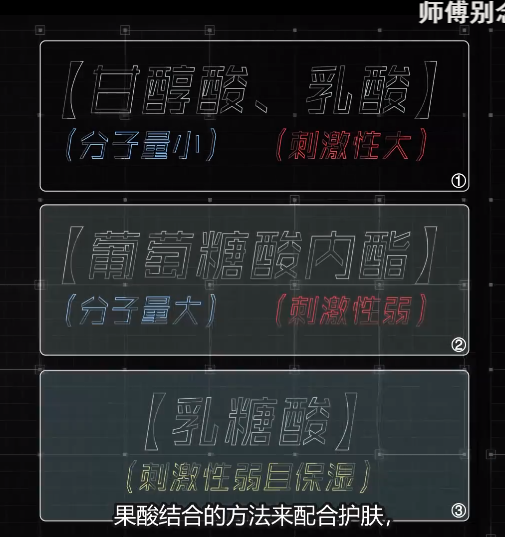 师傅别念
【甘醇酸、乳酸】
(分子量小) (刺激性大)
①
【葡萄糖酸内酯】
(分子量大) (刺激性弱)
②
【乳糖酸】
(刺激性弱且保湿)
③
果酸结合的方法来配合护肤,